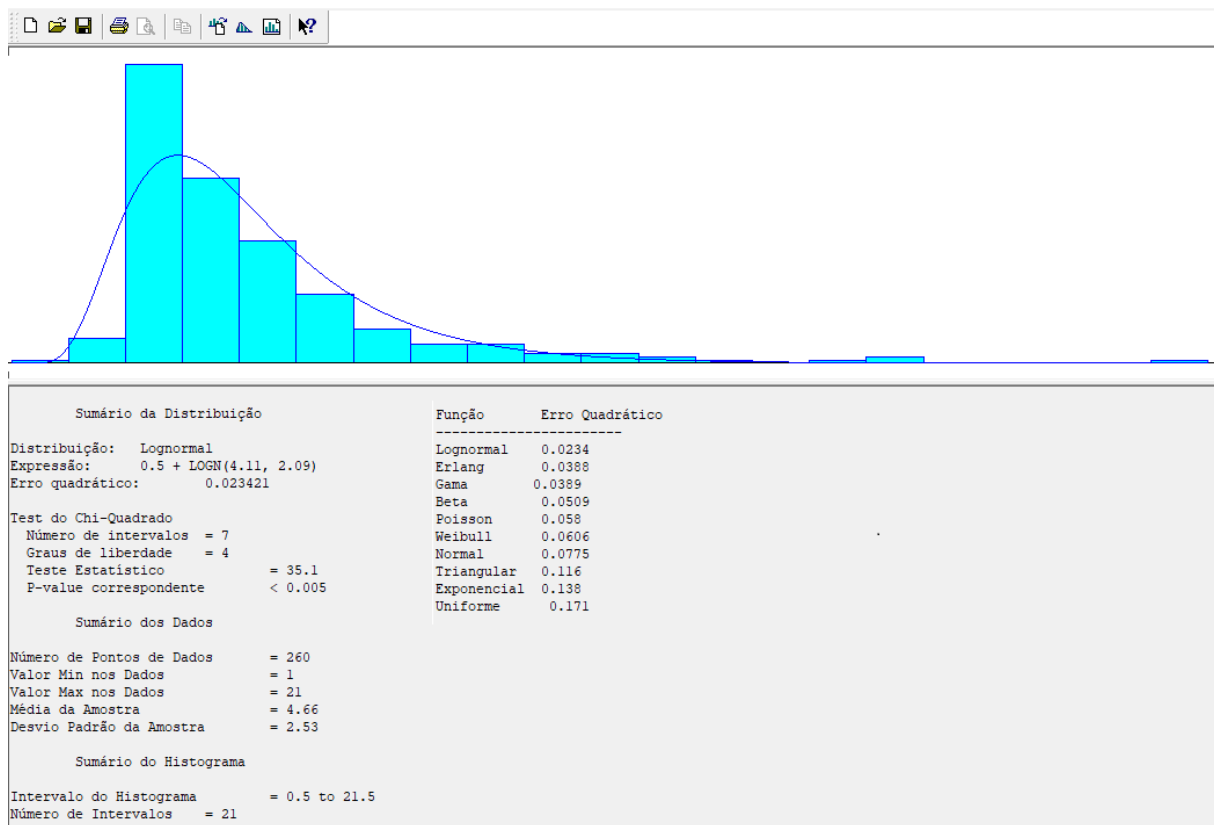 Sumário da Distribuição
Distribuição: Lognormal
Expressão: 0.5 + LOGN(4.11, 2.09)
Erro quadrático: 0.023421
Test do Chi-Quadrado
Número de intervalos = 7
Graus de liberdade = 4
Teste Estatístico = 35.1
P-value correspondente < 0.005
Sumário dos Dados
Número de Pontos de Dados = 260
Valor Min nos Dados = 1
Valor Max nos Dados = 21
Média da Amostra = 4.66
Desvio Padrão da Amostra = 2.53
Sumário do Histograma
Intervalo do Histograma = 0.5 to 21.5
Número de Intervalos = 21
Função Erro Quadrático
-----------------------
Lognormal 0.0234
Erlang 0.0388
Gama 0.0389
Beta 0.0509
Poisson 0.058
Weibull 0.0606
Normal 0.0775
Triangular 0.116
Exponencial 0.138
Uniforme 0.171